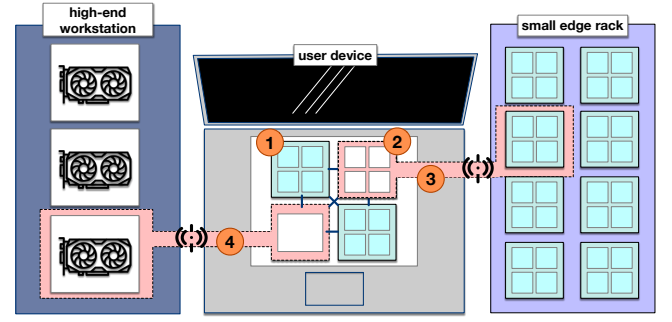 high-end
workstation
user device
small edge rack
1
2
3
4